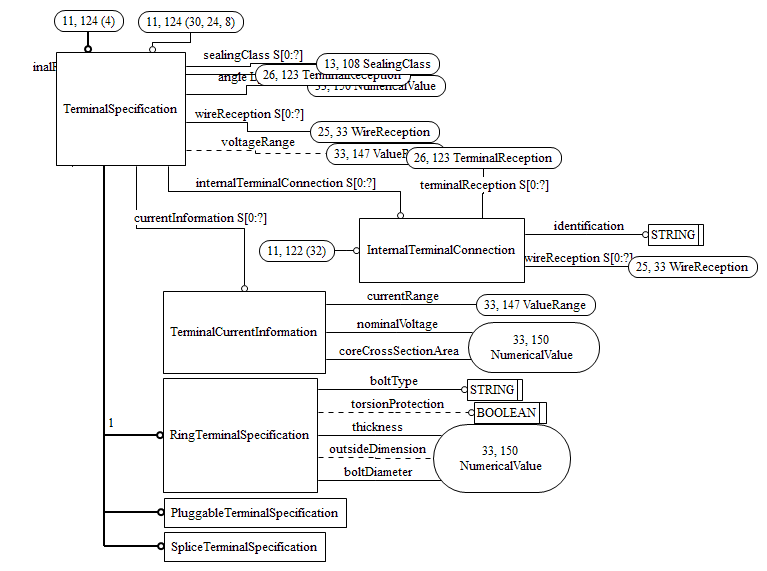 11, 124 (4)
11, 124 (30, 24, 8)
sealingClass S[0:?]
13, 108 SealingClass
26, 123 TerminalReception
angle
33, 150 NumericalValue
TerminalSpecification
wireReception S[0:?]
25, 33 WireReception
voltageRange
33, 147
26, 123 TerminalReception
internalTerminalConnection S[0:?]
terminalReception S[0:?]
currentInformation S[0:?]
identification
STRING
11, 122 (32)
InternalTerminalConnection
wireReception S[0:?]
25, 33 WireReception
currentRange
33, 147 ValueRange
nominalVoltage
TerminalCurrentInformation
33, 150
NumericalValue
coreCrossSectionArea
boltType
STRING
torsionProtection
BOOLEAN
1
thickness
RingTerminalSpecification
outsideDimension
33, 150
NumericalValue
boltDiameter
PluggableTerminalSpecification
SpliceTerminalSpecification